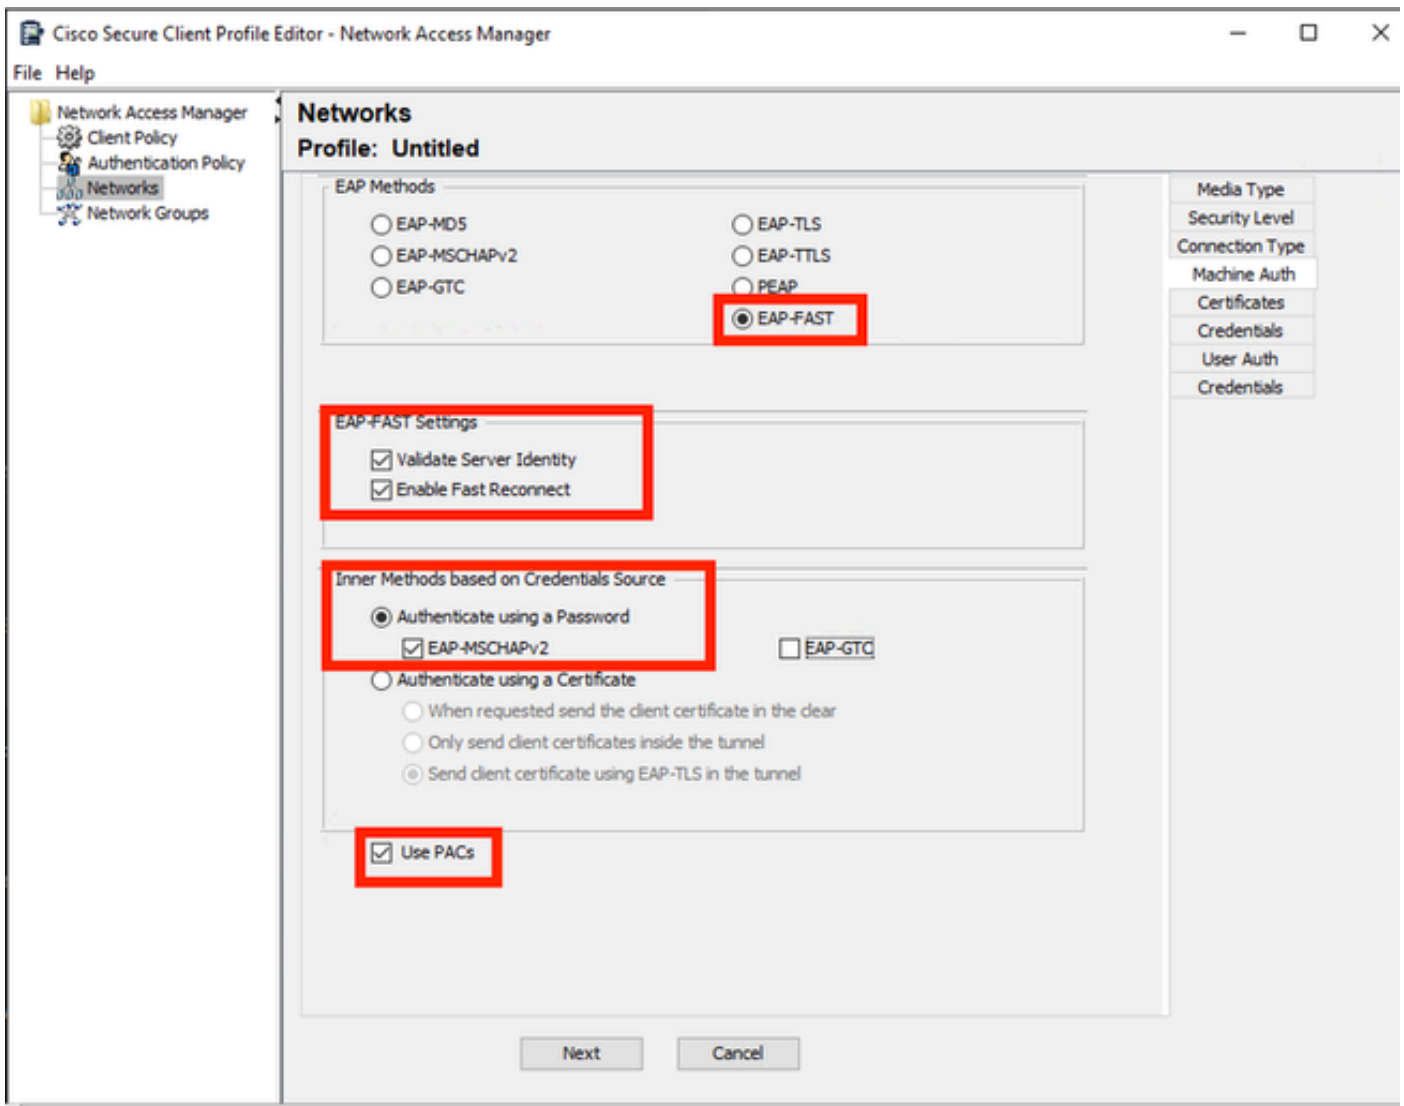 Cisco Secure Client Profile Editor - Network Access Manager
File Help
Network Access Manager
Client Policy
Authentication Policy
Networks
Network Groups
Networks
Profile: Untitled
EAP Methods
EAP-MD5
EAP-TLS
EAP-MSCHAPv2
EAP-TTLS
EAP-GTC
PEAP
EAP-FAST
EAP-FAST Settings
Validate Server Identity
Enable Fast Reconnect
Inner Methods based on Credentials Source
Authenticate using a Password
EAP-MSCHAPv2
EAP-GTC
Authenticate using a Certificate
When requested send the client certificate in the clear
Only send client certificates inside the tunnel
Send client certificate using EAP-TLS in the tunnel
Use PACs
Media Type
Security Level
Connection Type
Machine Auth
Certificates
Credentials
User Auth
Credentials
Next
Cancel